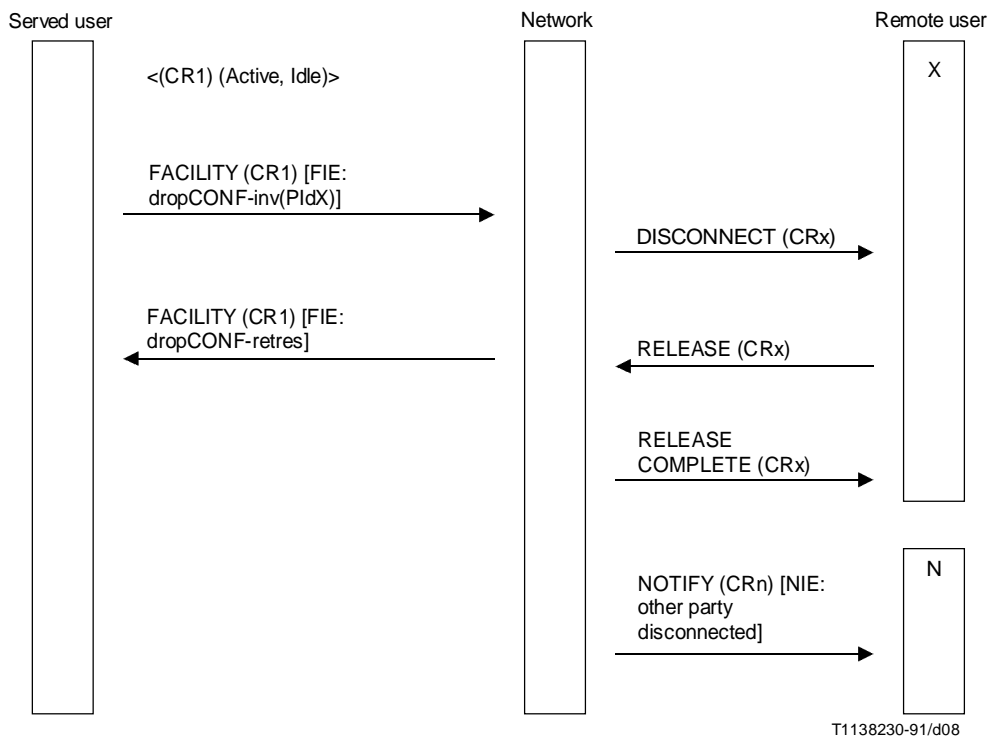 Served user
Network
Remote user
<(CR1) (Active, Idle)>
X
FACILITY (CR1) [FIE:
dropCONF-inv(PIdX)]
DISCONNECT (CRx)
FACILITY (CR1) [FIE:
dropCONF-retres]
RELEASE (CRx)
RELEASE
COMPLETE (CRx)
N
NOTIFY (CRn) [NIE:
other party
disconnected]
T1138230-91/d08